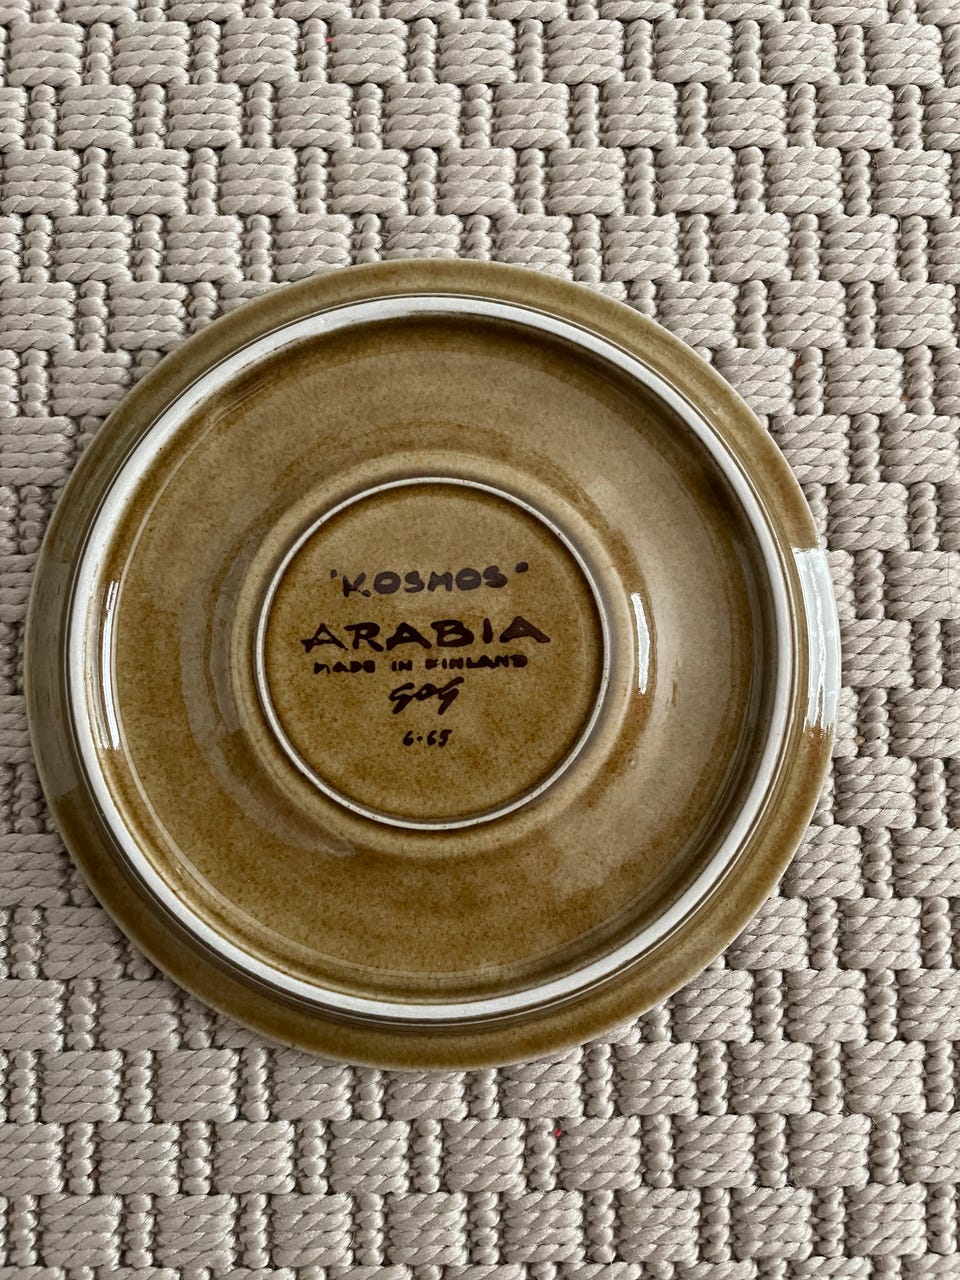 'KOSMOS'
ARABIA
MADE IN FINLAND
GOG
6-65